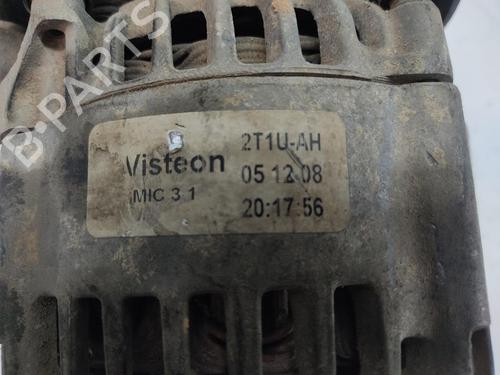 Visteon 2T1U-AH
MIC 3 1 05 12 08
20:17:56
B-PARTS